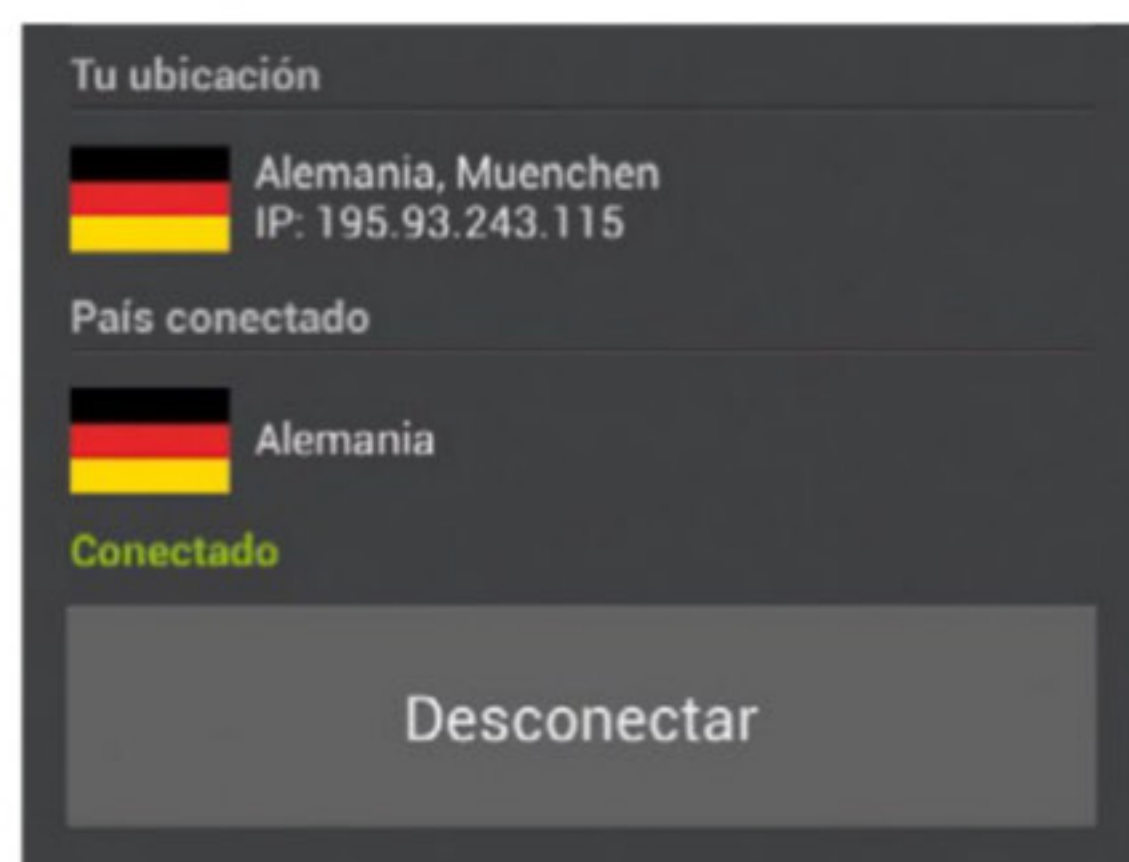 Tu ubicación
Alemania, Muenchen
IP: 195.93.243.115
País conectado
Alemania
Conectado
Desconectar